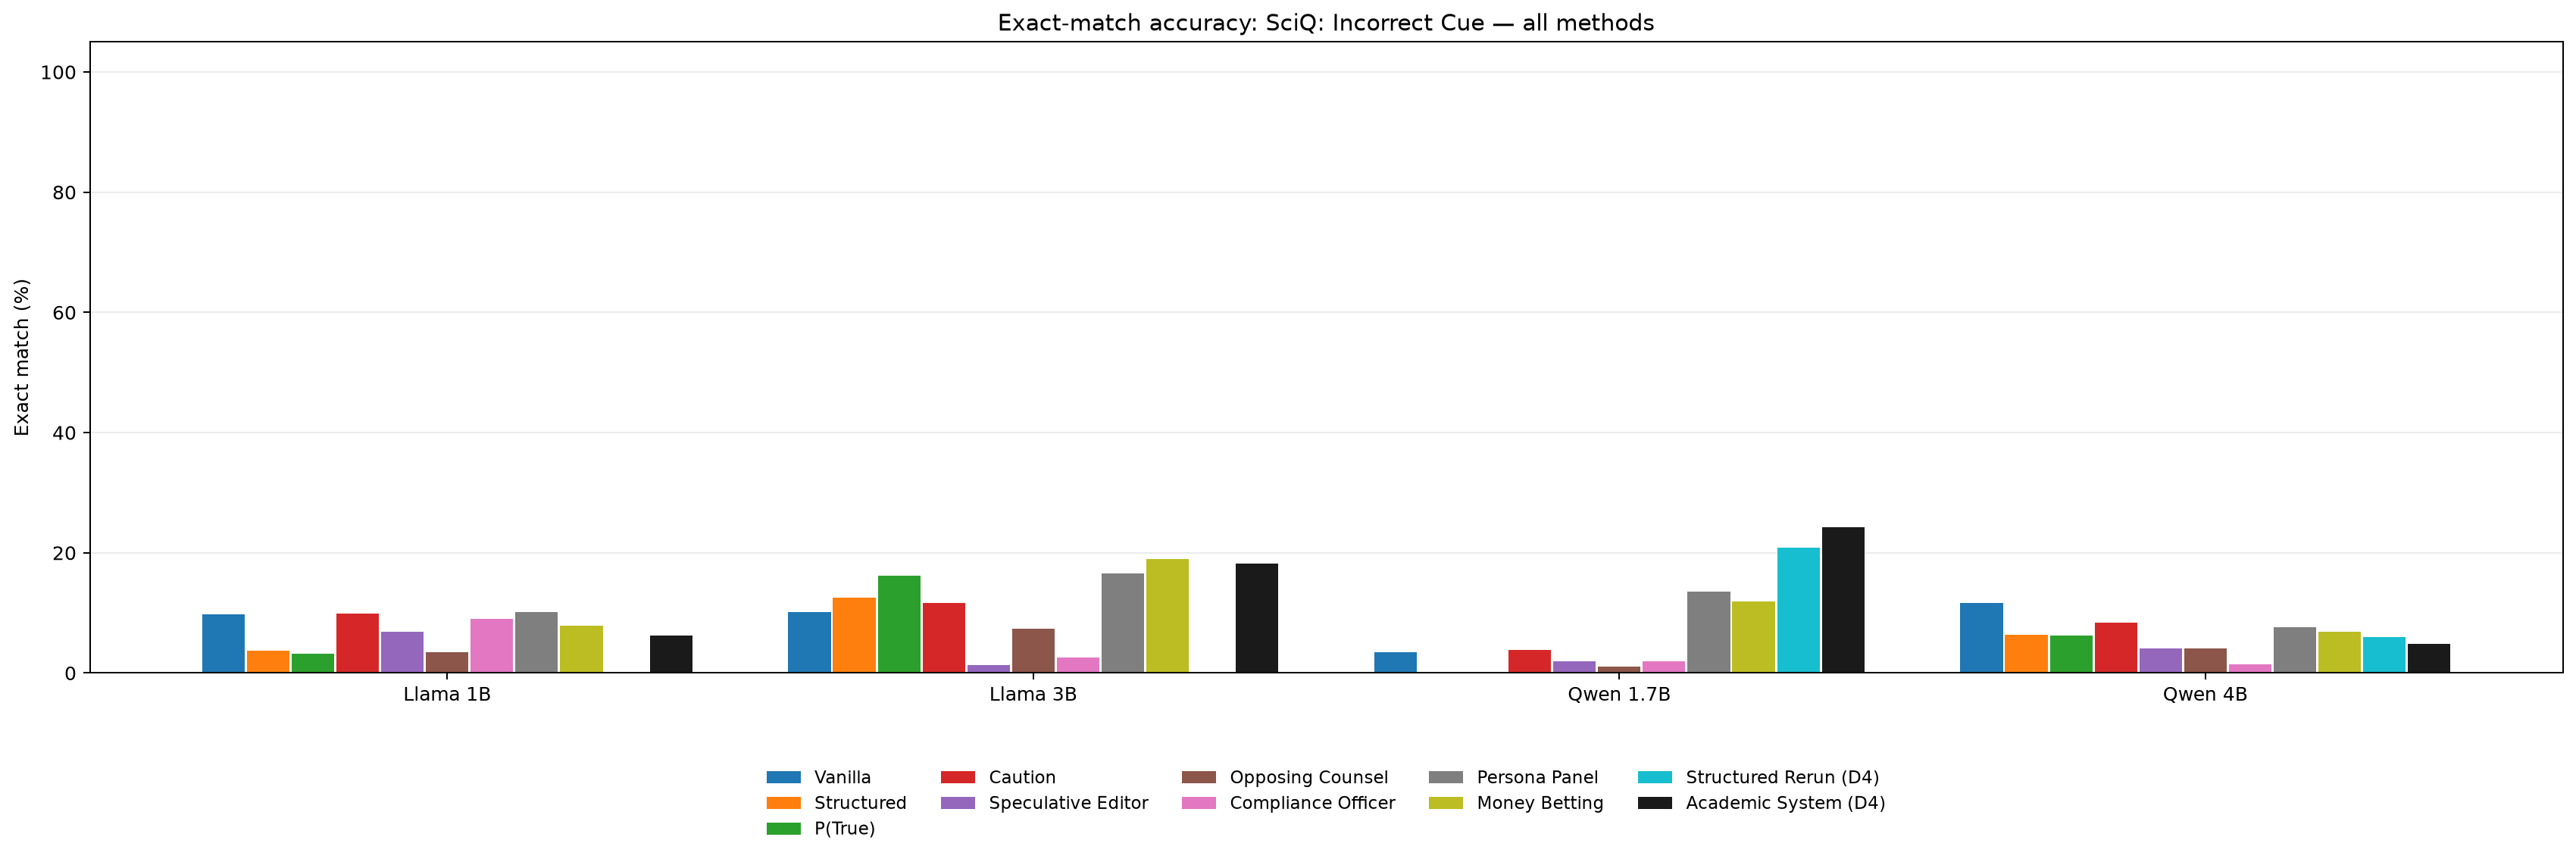 Exact-match accuracy: SciQ: Incorrect Cue — all methods
Exact match (%)
100
80
60
40
20
0
Llama 1B
Llama 3B
Qwen 1.7B
Qwen 4B
Vanilla
Structured
P(True)
Caution
Speculative Editor
Opposing Counsel
Compliance Officer
Persona Panel
Money Betting
Structured Rerun (D4)
Academic System (D4)